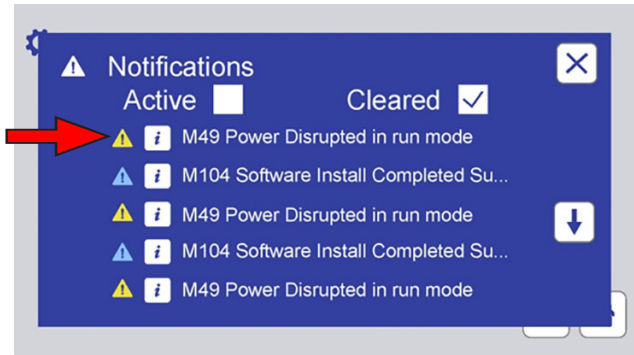 Notifications
Active Cleared
M49 Power Disrupted in run mode
M104 Software Install Completed Su...
M49 Power Disrupted in run mode
M104 Software Install Completed Su...
M49 Power Disrupted in run mode